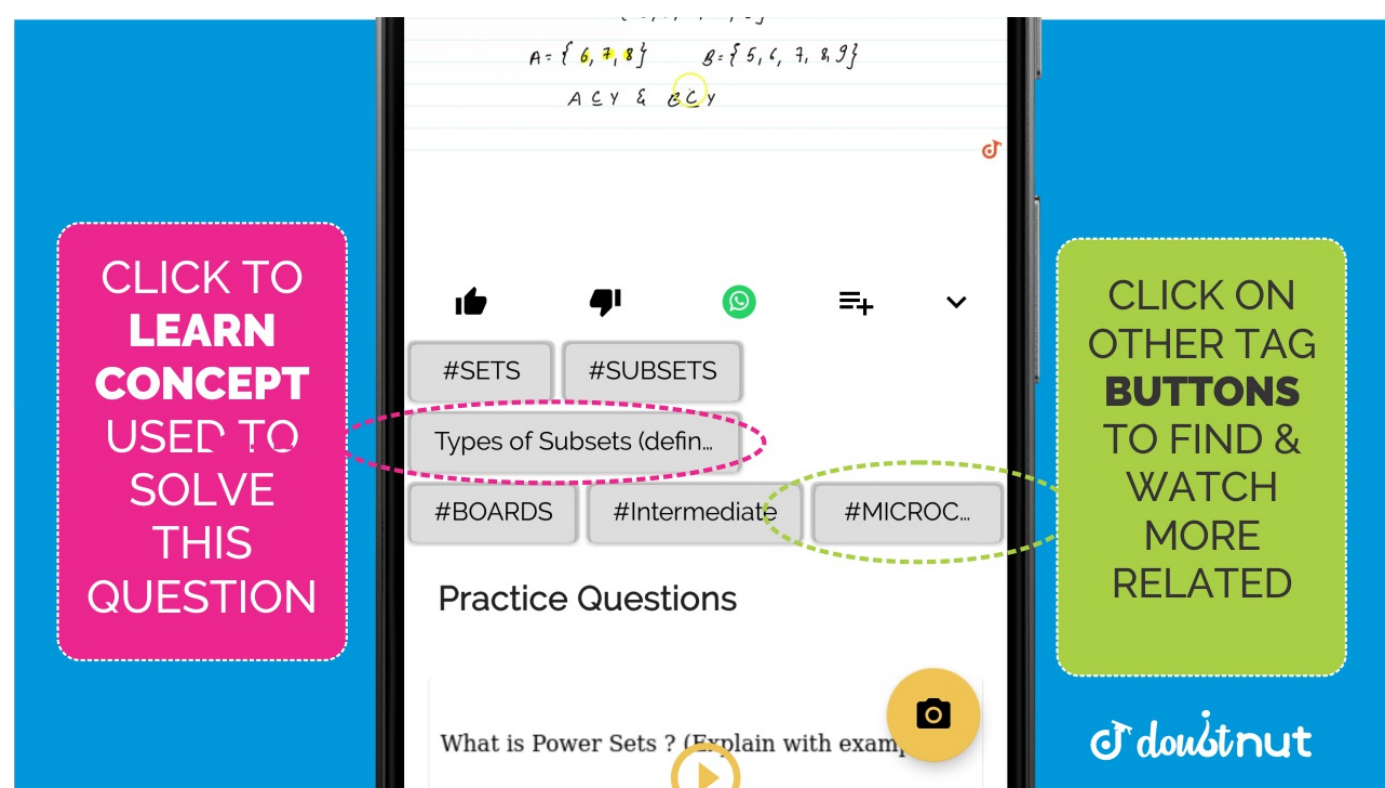 A = { 6, 7, 8} B = { 5, 6, 7, 8, 9}
A ⊆ Y & B ⊆ Y
CLICK TO
LEARN
CONCEPT
USED TO
SOLVE
THIS
QUESTION
#SETS #SUBSETS
Types of Subsets (defin...
#BOARDS #Intermediate #MICROC...
Practice Questions
What is Power Sets ? (Explain with
CLICK ON
OTHER TAG
BUTTONS
TO FIND &
WATCH
MORE
RELATED
doubtnut